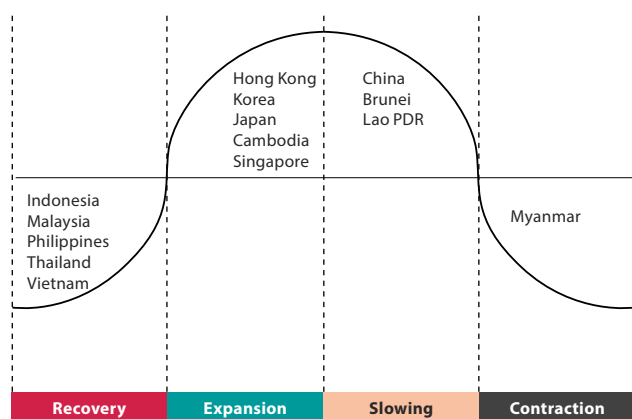 Hong Kong
Korea
Japan
Cambodia
Singapore
China
Brunei
Lao PDR
Indonesia
Malaysia
Philippines
Thailand
Vietnam
Myanmar
Recovery
Expansion
Slowing
Contraction